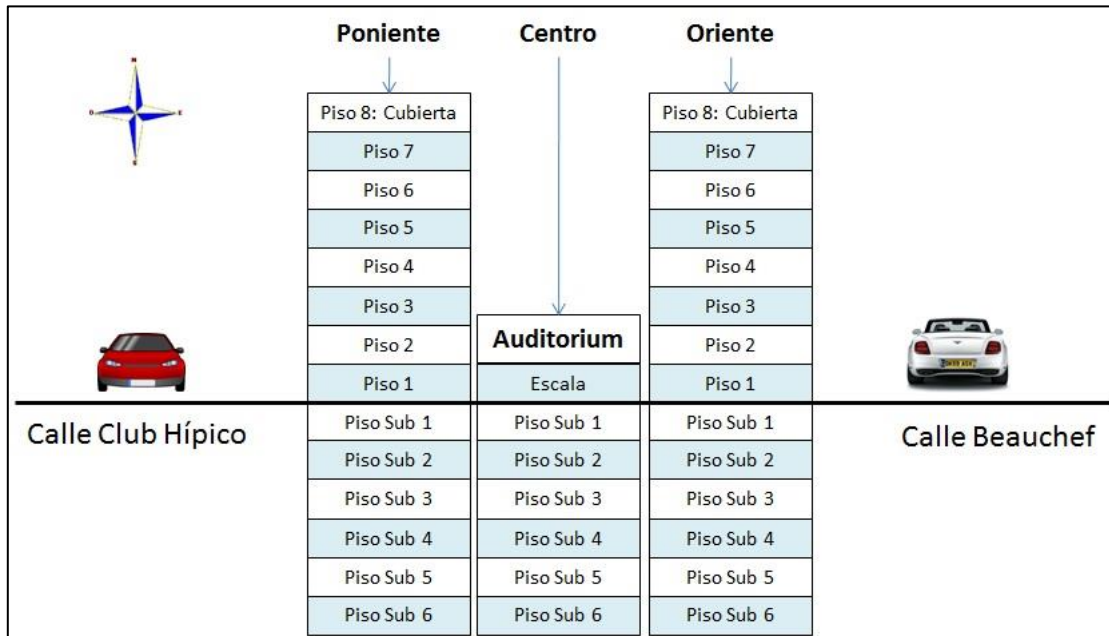 Poniente Centro Oriente
Piso 8: Cubierta Piso 8: Cubierta
Piso 7 Piso 7
Piso 6 Piso 6
Piso 5 Piso 5
Piso 4 Piso 4
Piso 3 Piso 3
Piso 2 Auditorium Piso 2
Piso 1 Escala Piso 1
Calle Club Hípico Piso Sub 1 Piso Sub 1 Piso Sub 1 Calle Beauchef
Piso Sub 2 Piso Sub 2 Piso Sub 2
Piso Sub 3 Piso Sub 3 Piso Sub 3
Piso Sub 4 Piso Sub 4 Piso Sub 4
Piso Sub 5 Piso Sub 5 Piso Sub 5
Piso Sub 6 Piso Sub 6 Piso Sub 6